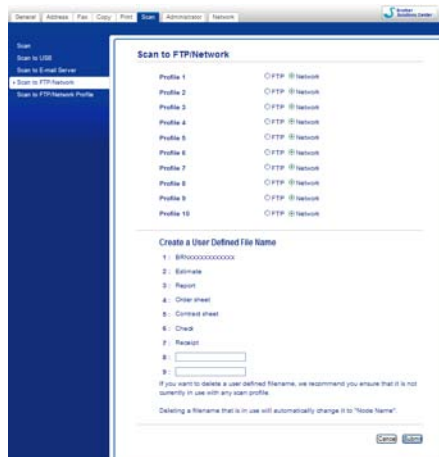 General Address Fax Copy Print Scan Administrator Network
Brother
Solutions Center
Scan
Scan to USB
Scan to E-mail Server
Scan to FTP/Network
Scan to FTP/Network Profile
Scan to FTP/Network
Profile 1 FTP Network
Profile 2 FTP Network
Profile 3 FTP Network
Profile 4 FTP Network
Profile 5 FTP Network
Profile 6 FTP Network
Profile 7 FTP Network
Profile 8 FTP Network
Profile 9 FTP Network
Profile 10 FTP Network
Create a User Defined File Name
1 : BRNXXXXXXXXXXXX
2 : Estimate
3 : Report
4 : Order sheet
5 : Contract sheet
6 : Check
7 : Receipt
8 :
9 :
If you want to delete a user defined filename, we recommend you ensure that it is not
currently in use with any scan profile.
Deleting a filename that is in use will automatically change it to "Node Name".
Cancel Submit